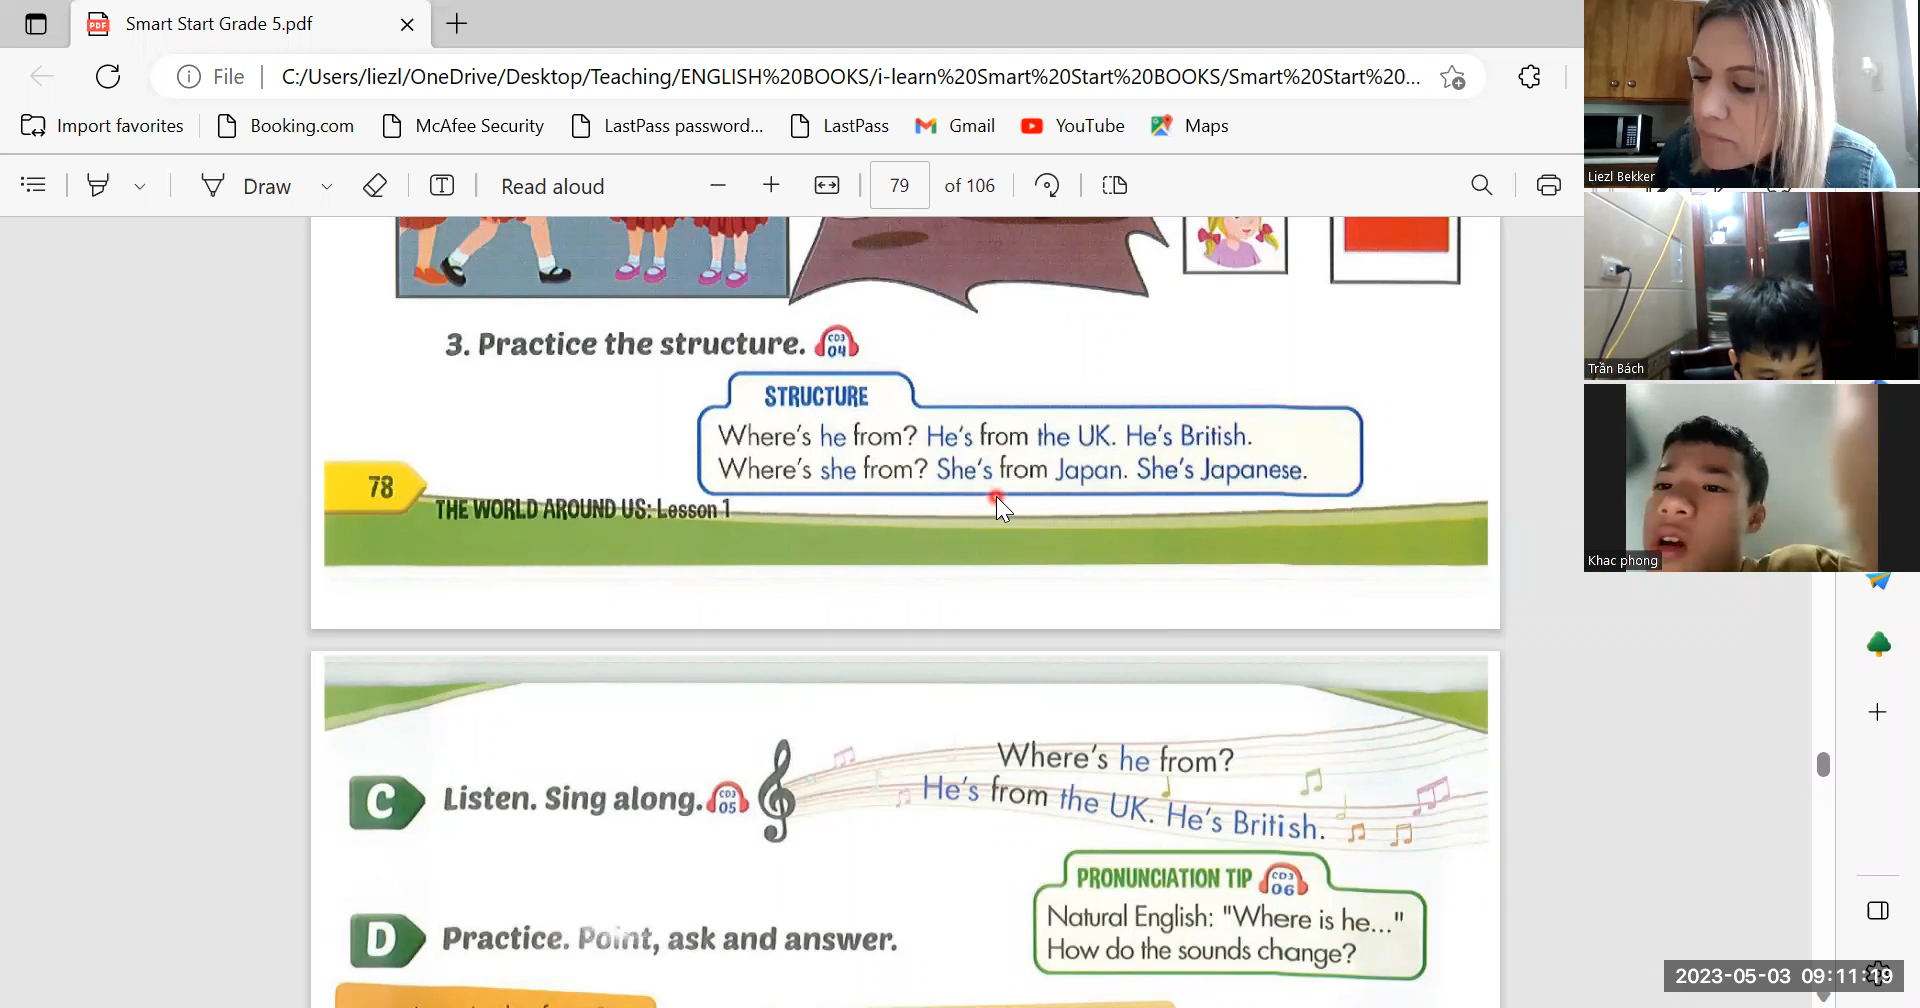 Smart Start Grade 5.pdf
File
C:/Users/liezl/OneDrive/Desktop/Teaching/ENGLISH%20BOOKS/i-learn%20Smart%20Start%20BOOKS/Smart%20Start%20...
Import favorites
Booking.com
McAfee Security
LastPass password...
LastPass
Gmail
YouTube
Maps
Draw
Read aloud
79
of 106
Liezl Bekker
Trần Bách
Khac phong
3. Practice the structure.
CD3
04
STRUCTURE
Where's he from? He's from the UK. He's British.
Where's she from? She's from Japan. She's Japanese.
78
THE WORLD AROUND US: Lesson 1
C
Listen. Sing along.
CD3
05
Where's he from?
He's from the UK. He's British.
PRONUNCIATION TIP
CD3
06
Natural English: "Where is he..."
How do the sounds change?
D
Practice. Point, ask and answer.
2023-05-03 09:11:19